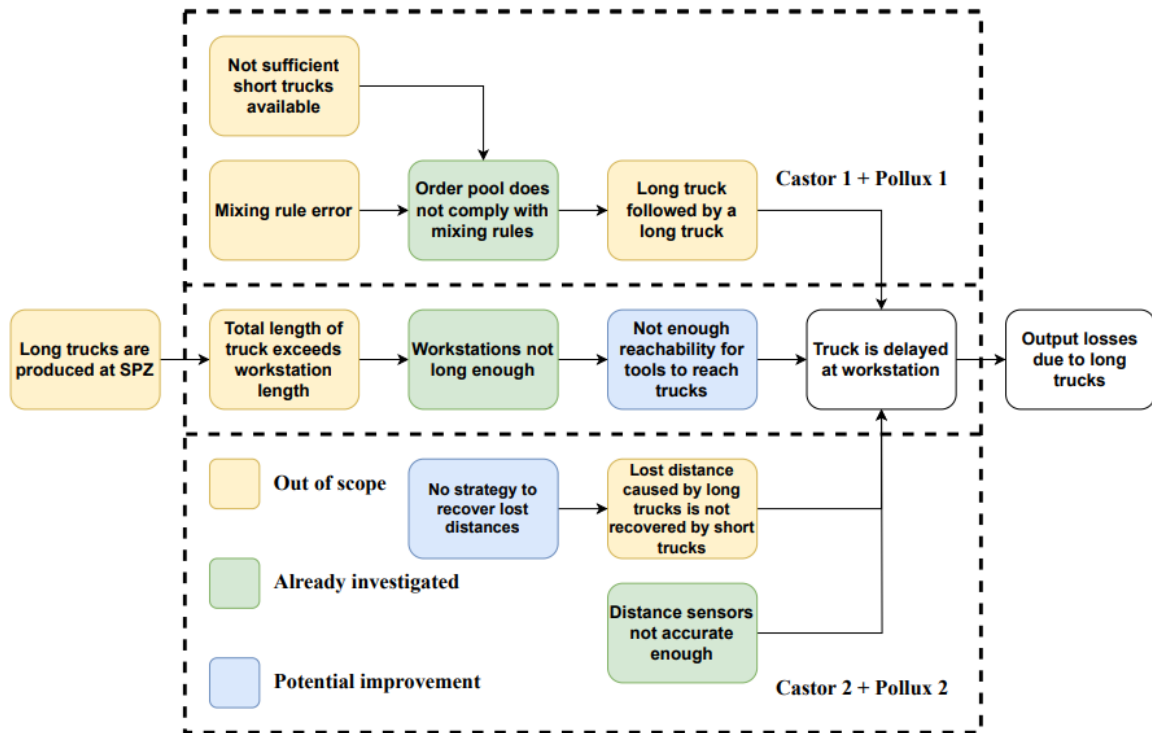 Not sufficient
short trucks
available
Mixing rule error
Order pool does
not comply with
mixing rules
Long truck
followed by a
long truck
Castor 1 + Pollux 1
Long trucks are
produced at SPZ
Total length of
truck exceeds
workstation
length
Workstations not
long enough
Not enough
reachability for
tools to reach
trucks
Truck is delayed
at workstation
Output losses
due to long
trucks
Out of scope
No strategy to
recover lost
distances
Lost distance
caused by long
trucks is not
recovered by short
trucks
Already investigated
Distance sensors
not accurate
enough
Potential improvement
Castor 2 + Pollux 2